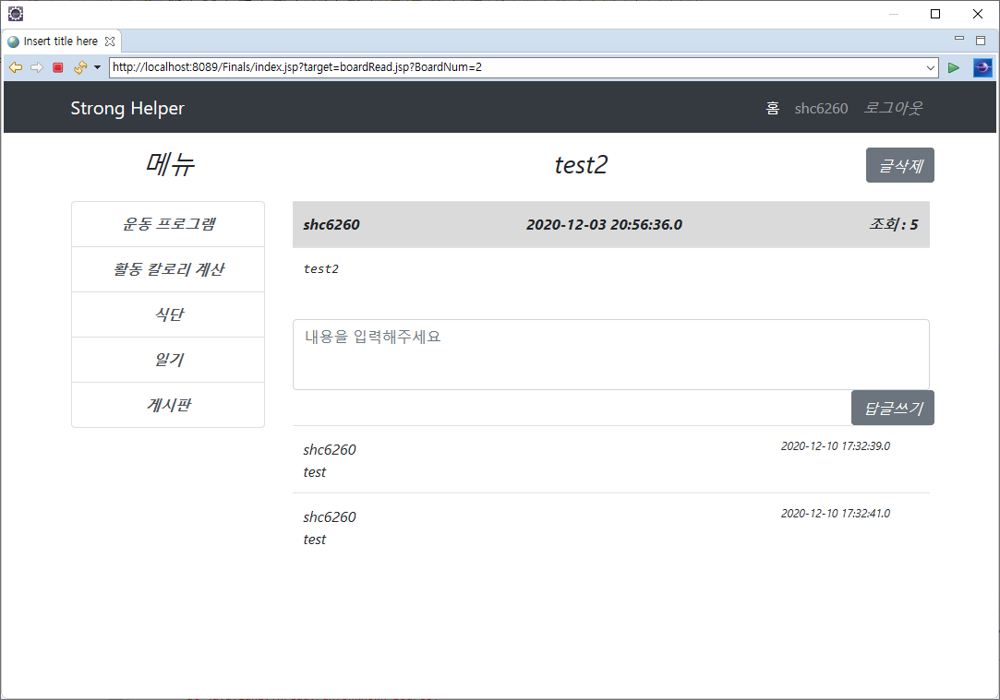 Insert title here
http://localhost:8089/Finals/index.jsp?target=boardRead.jsp?BoardNum=2
Strong Helper 홈 shc6260 로그아웃
메뉴 test2 글삭제
운동 프로그램
활동 칼로리 계산
식단
일기
게시판
shc6260 2020-12-03 20:56:36.0 조회 : 5
test2
내용을 입력해주세요
답글쓰기
shc6260 2020-12-10 17:32:39.0
test
shc6260 2020-12-10 17:32:41.0
test